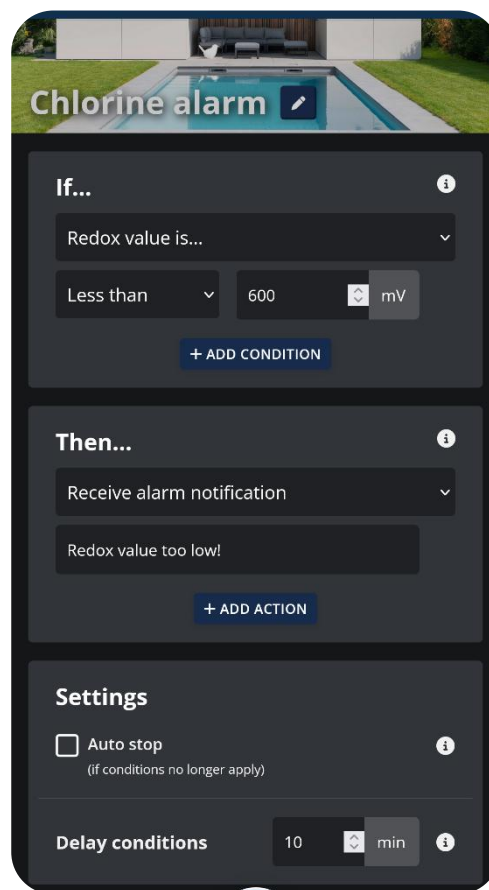 Chlorine alarm
If...
Redox value is...
Less than 600 mV
+ ADD CONDITION
Then...
Receive alarm notification
Redox value too low!
+ ADD ACTION
Settings
Auto stop
(if conditions no longer apply)
Delay conditions 10 min